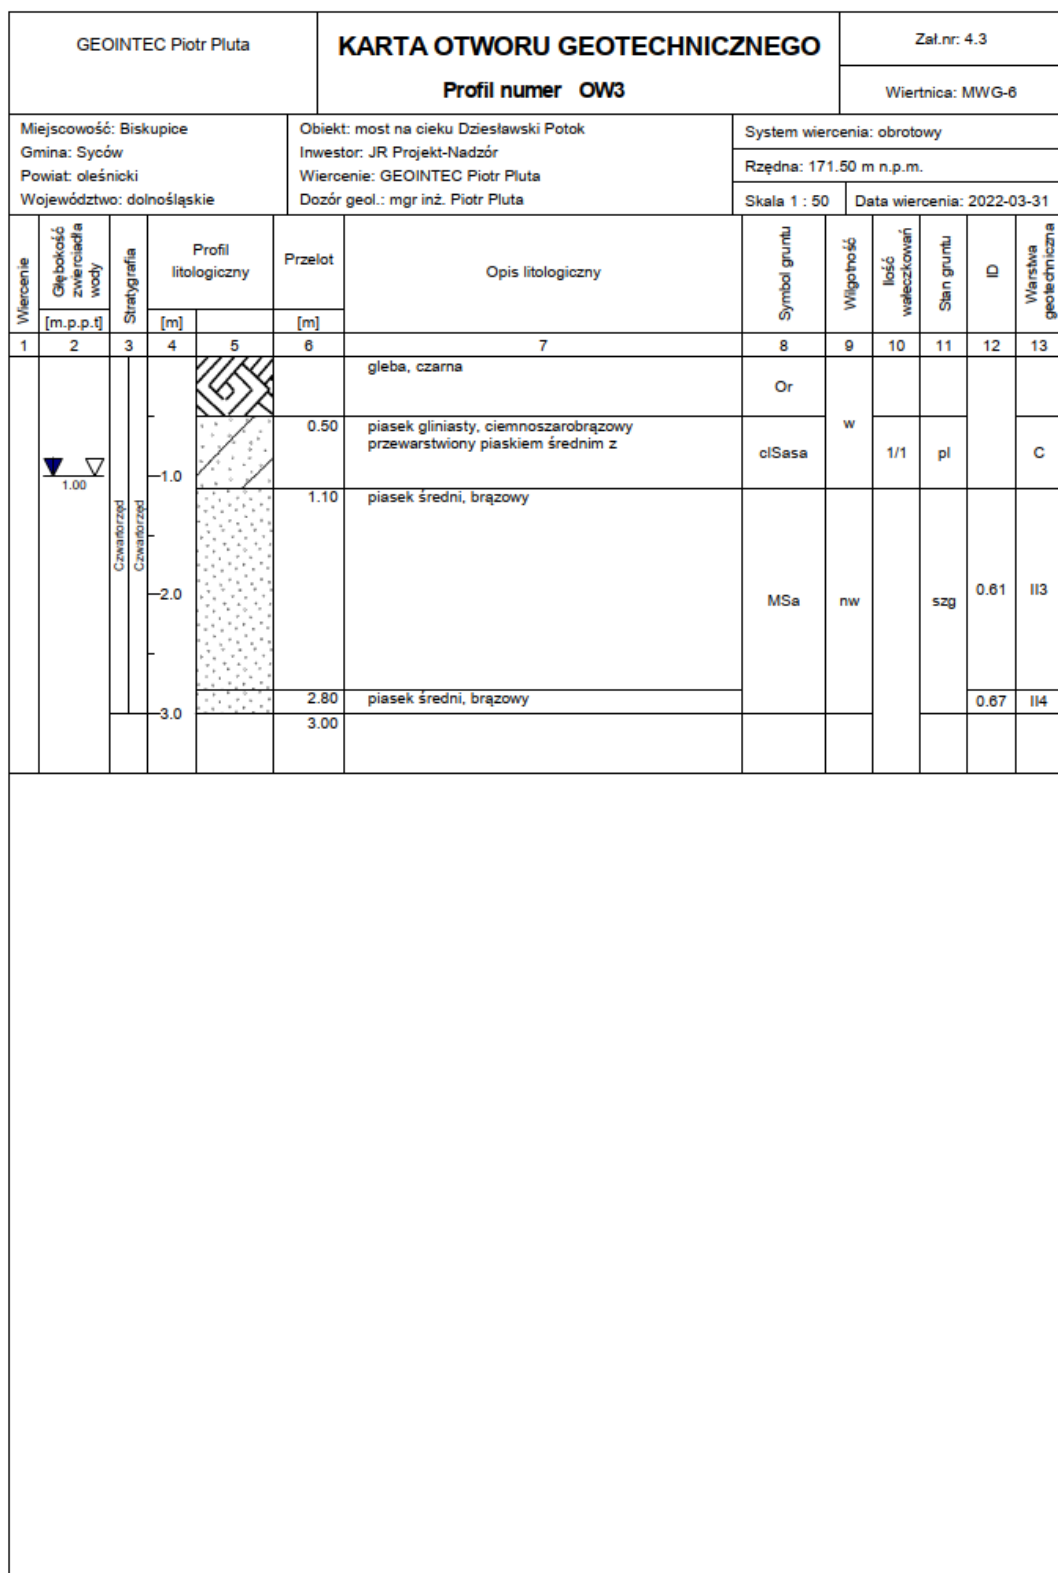 GEOINTEC Piotr Pluta
KARTA OTWORU GEOTECHNICZNEGO
Profil numer OW3
Zał.nr: 4.3
Wiertnica: MWG-6
Miejscowość: Biskupice
Gmina: Syców
Powiat: oleśnicki
Województwo: dolnośląskie
Obiekt: most na cieku Dziesławski Potok
Inwestor: JR Projekt-Nadzór
Wiercenie: GEOINTEC Piotr Pluta
Dozór geol.: mgr inż. Piotr Pluta
System wiercenia: obrotowy
Rzędna: 171.50 m n.p.m.
Skala 1 : 50
Data wiercenia: 2022-03-31
Wiercenie
Głębokość
zwierciadła
wody
[m.p.p.t]
Stratygrafia
Profil
litologiczny
[m]
Przelot
[m]
Opis litologiczny
Symbol gruntu
Wilgotność
Ilość
wałeczkowań
Stan gruntu
ID
Warstwa
geotechniczna
1 2 3 4 5 6 7 8 9 10 11 12 13
gleba, czarna
Or
0.50 piasek gliniasty, ciemnoszarobrązowy
przewarstwiony piaskiem średnim z
clSasa
w
1/1 pl C
1.00
1.0
1.10 piasek średni, brązowy
Czwartorzęd
Czwartorzęd
2.0
MSa nw szg 0.61 II3
2.80 piasek średni, brązowy
0.67 II4
3.0
3.00